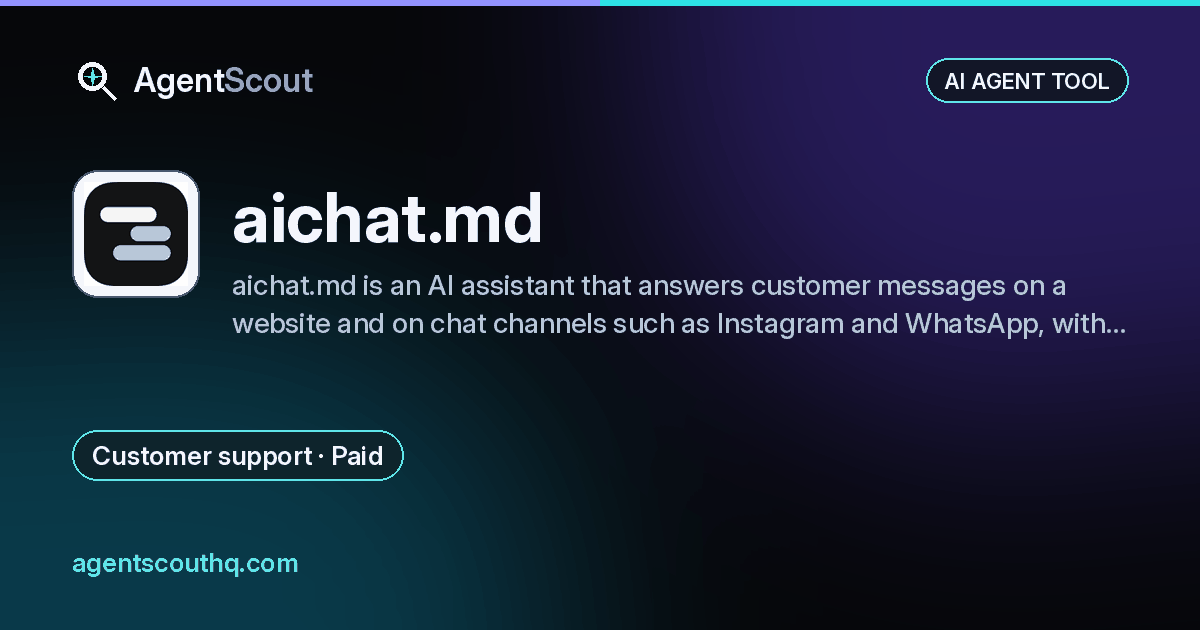 AgentScout
AI AGENT TOOL
aichat.md
aichat.md is an AI assistant that answers customer messages on a
website and on chat channels such as Instagram and WhatsApp, with...
Customer support · Paid
agentscouthq.com